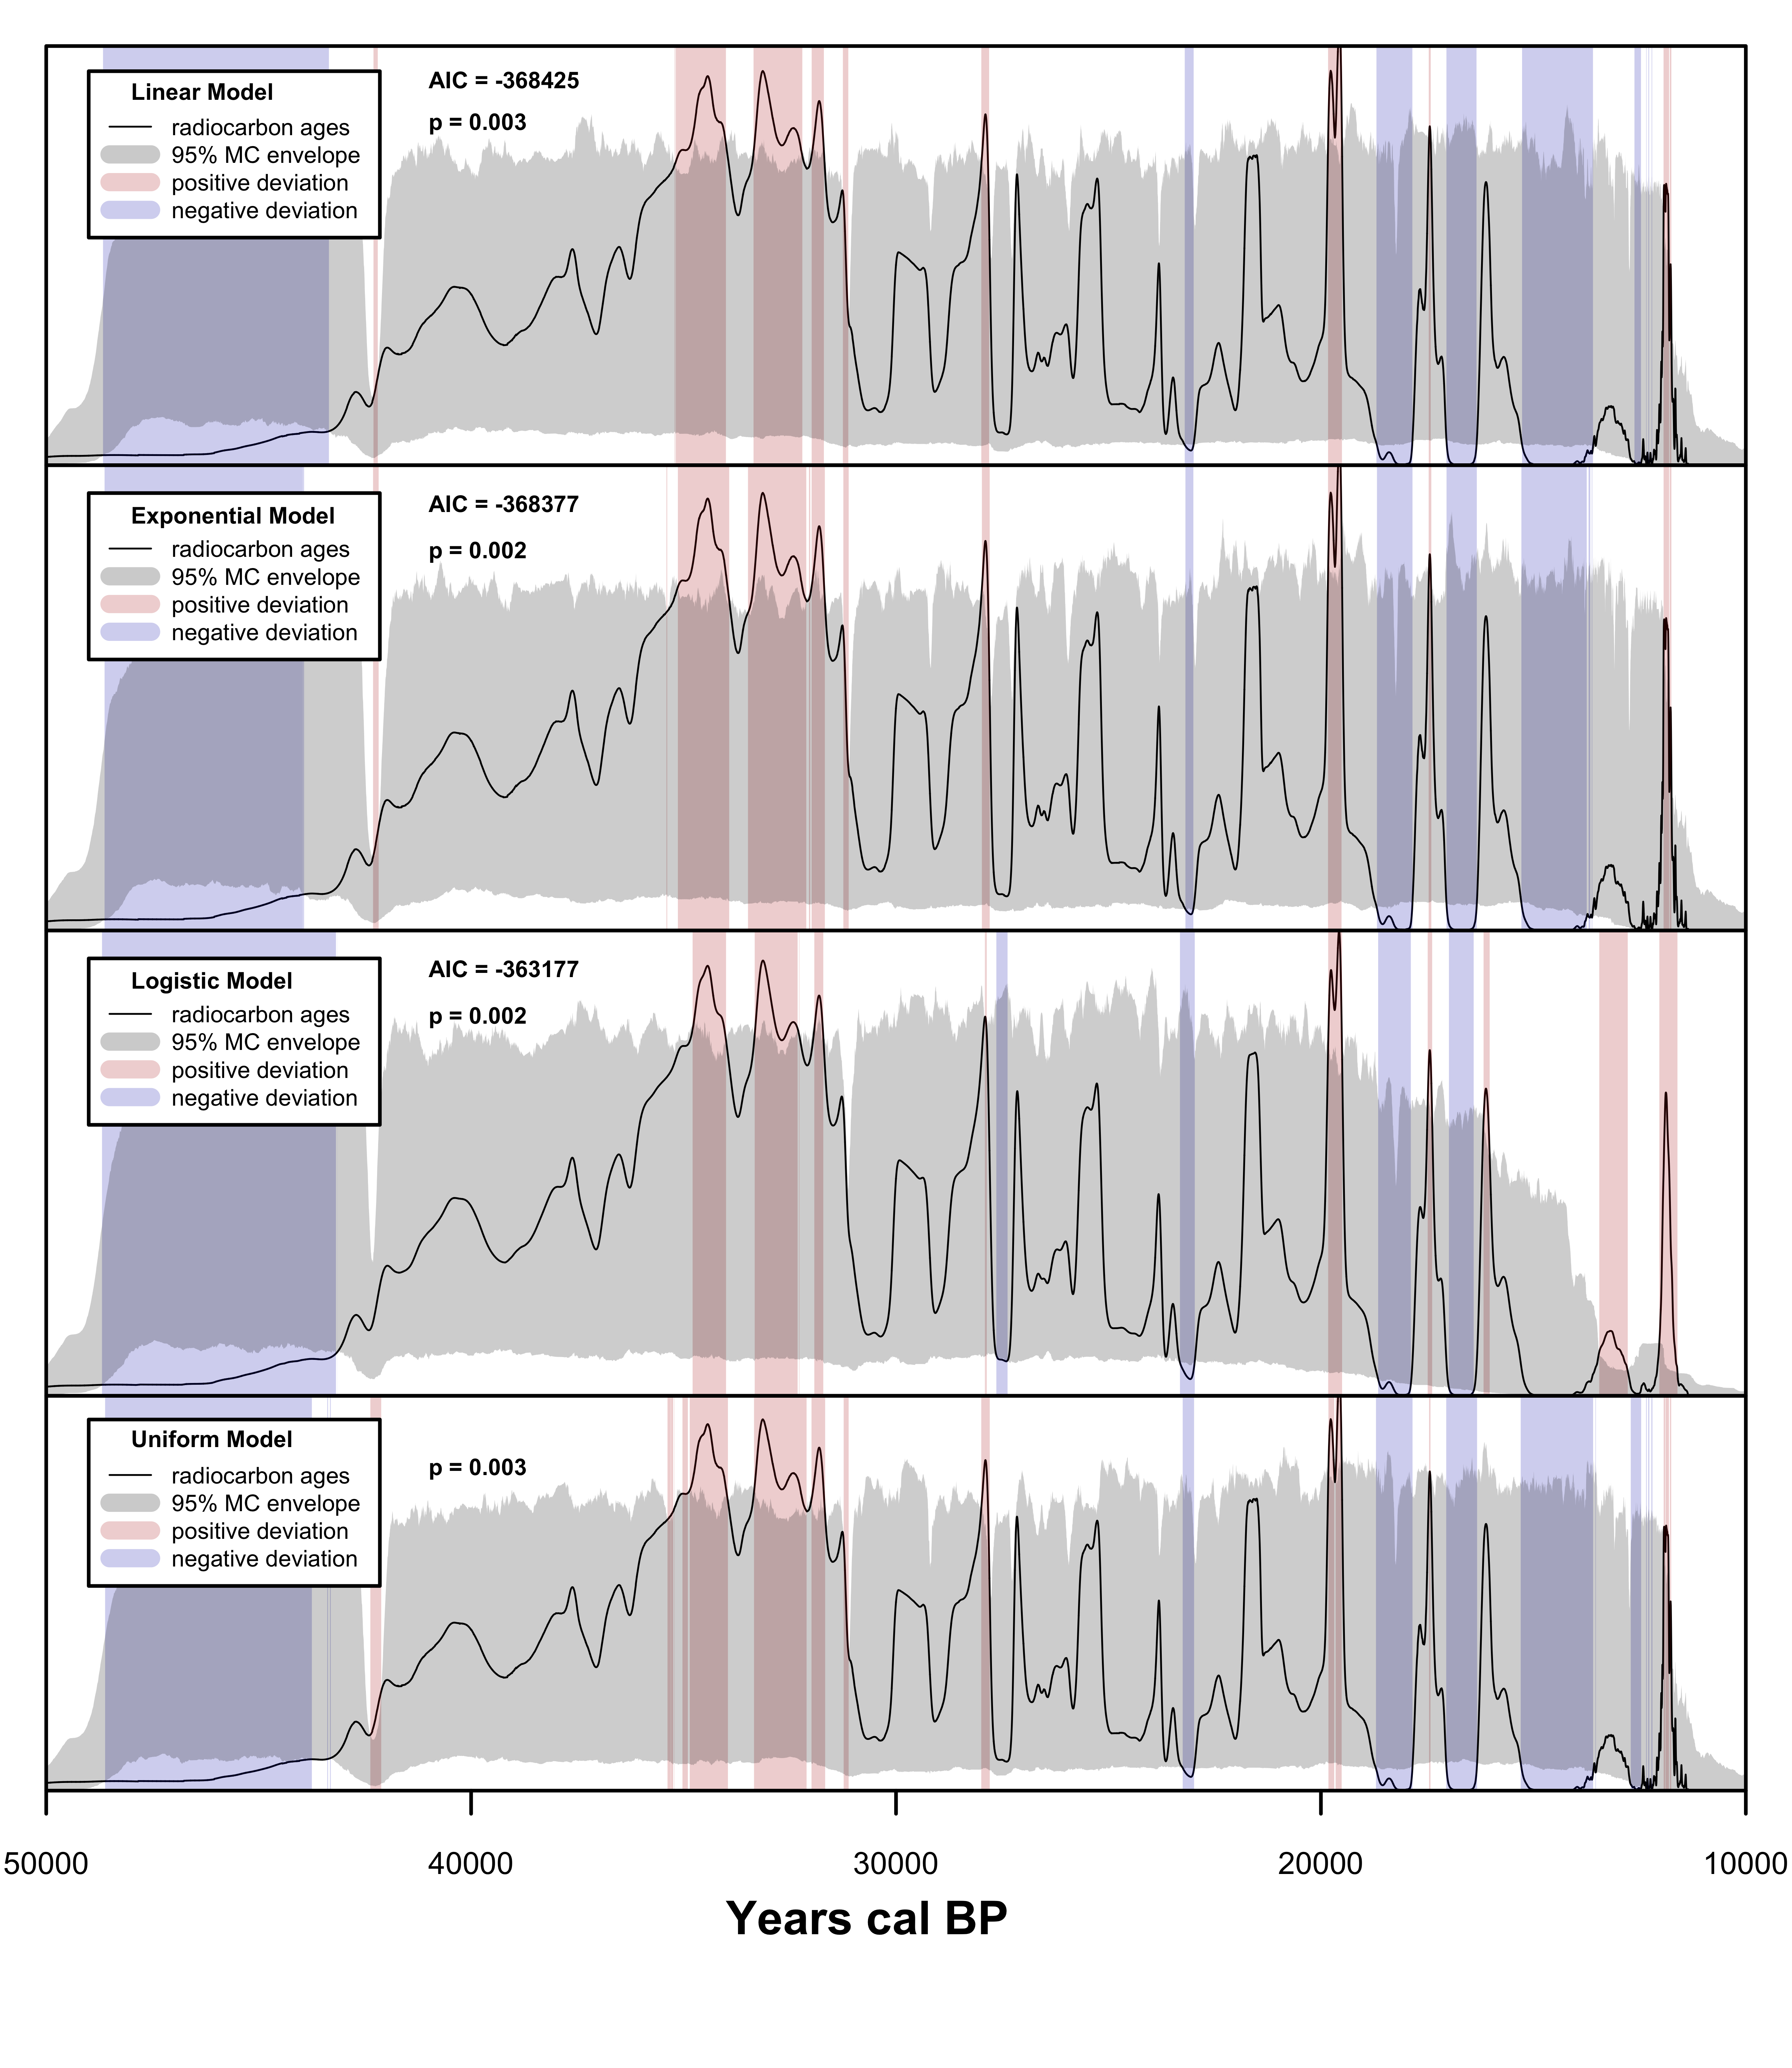 Linear Model
radiocarbon ages
95% MC envelope
positive deviation
negative deviation
AIC = -368425
p = 0.003
Exponential Model
radiocarbon ages
95% MC envelope
positive deviation
negative deviation
AIC = -368377
p = 0.002
Logistic Model
radiocarbon ages
95% MC envelope
positive deviation
negative deviation
AIC = -363177
p = 0.002
Uniform Model
radiocarbon ages
95% MC envelope
positive deviation
negative deviation
p = 0.003
50000 40000 30000 20000 10000
Years cal BP